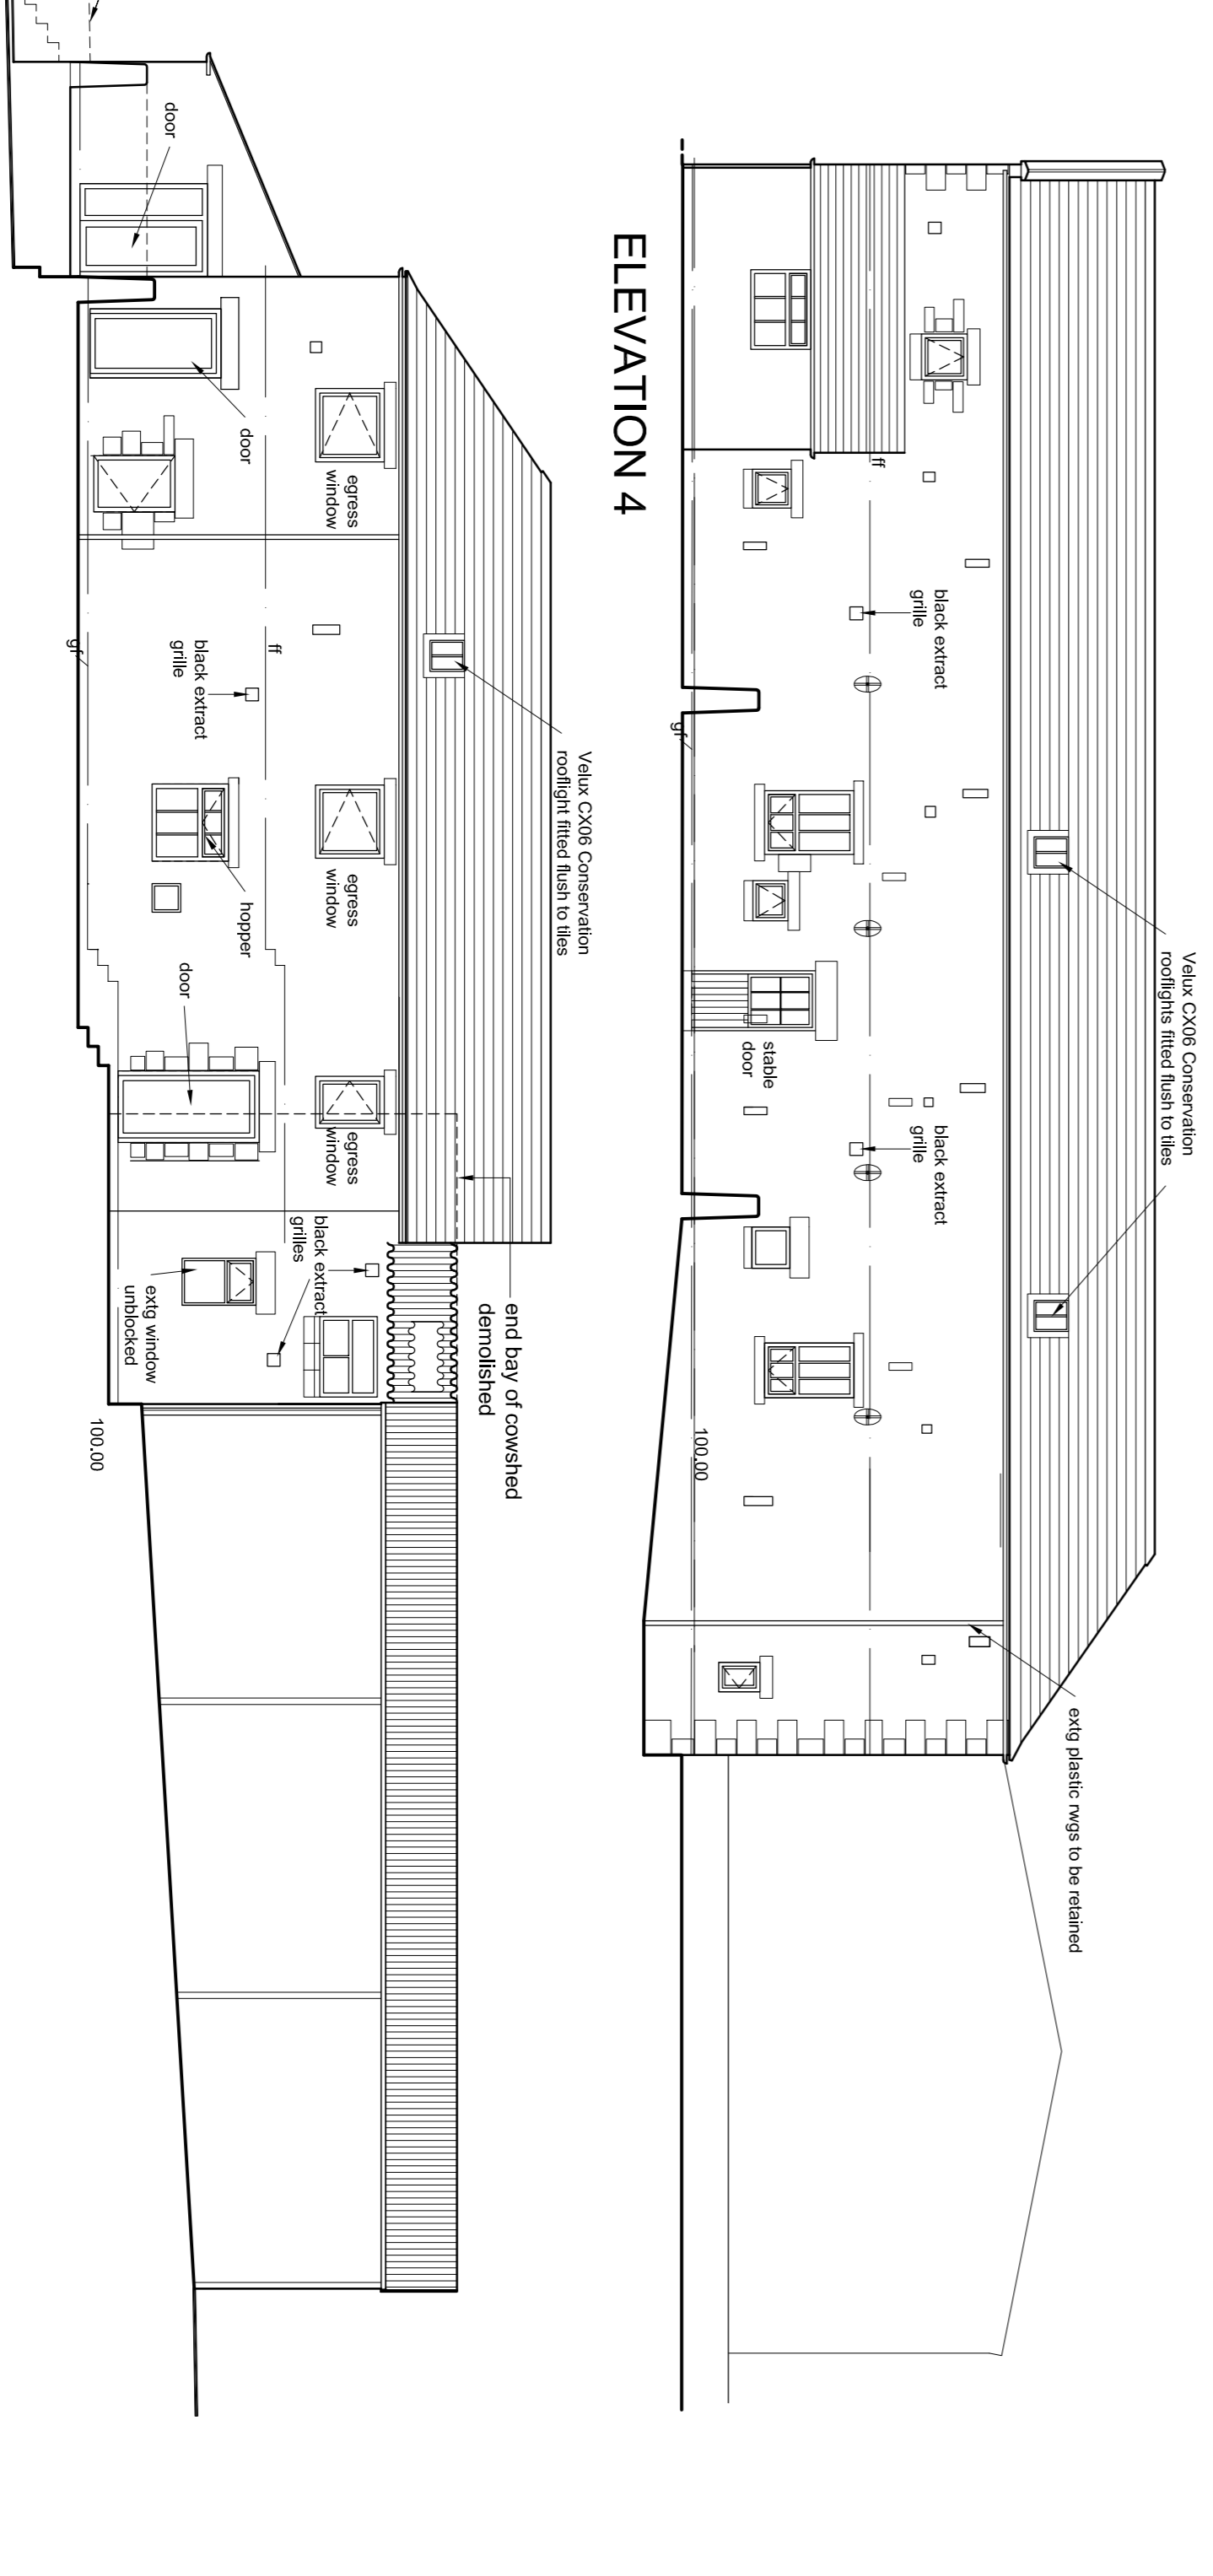 Velux CX06 Conservation
rooflights fitted flush to tiles
extg plastic rwgs to be retained
black extract
grille
black extract
grille
ff
stable
door
gf
100.00
ELEVATION 4
Velux CX06 Conservation
rooflight fitted flush to tiles
end bay of cowshed
demolished
egress
window
egress
window
egress
window
black extract
grilles
ff
door
door
black extract
grille
hopper
door
extg window
unblocked
gf
100.00